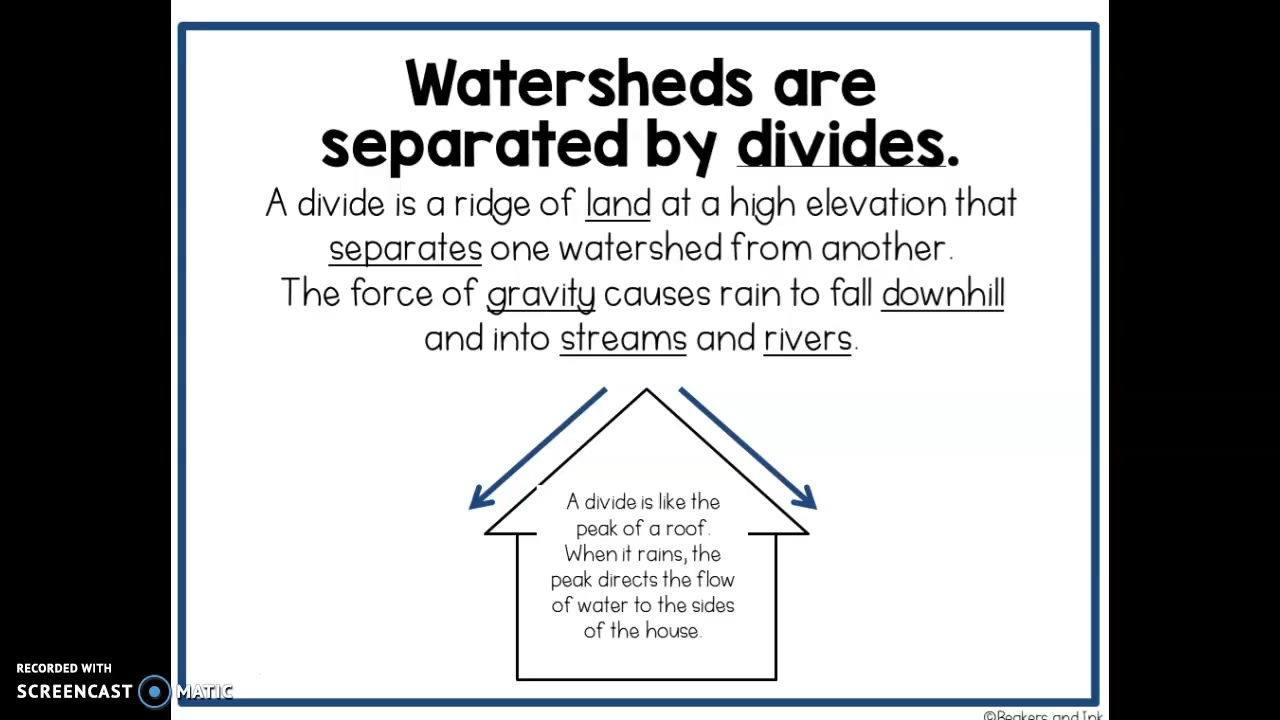 Watersheds are
separated by divides.
A divide is a ridge of land at a high elevation that
separates one watershed from another.
The force of gravity causes rain to fall downhill
and into streams and rivers.
A divide is like the
peak of a roof.
When it rains, the
peak directs the flow
of water to the sides
of the house.
RECORDED WITH
SCREENCAST MATIC
©Beakers and Ink